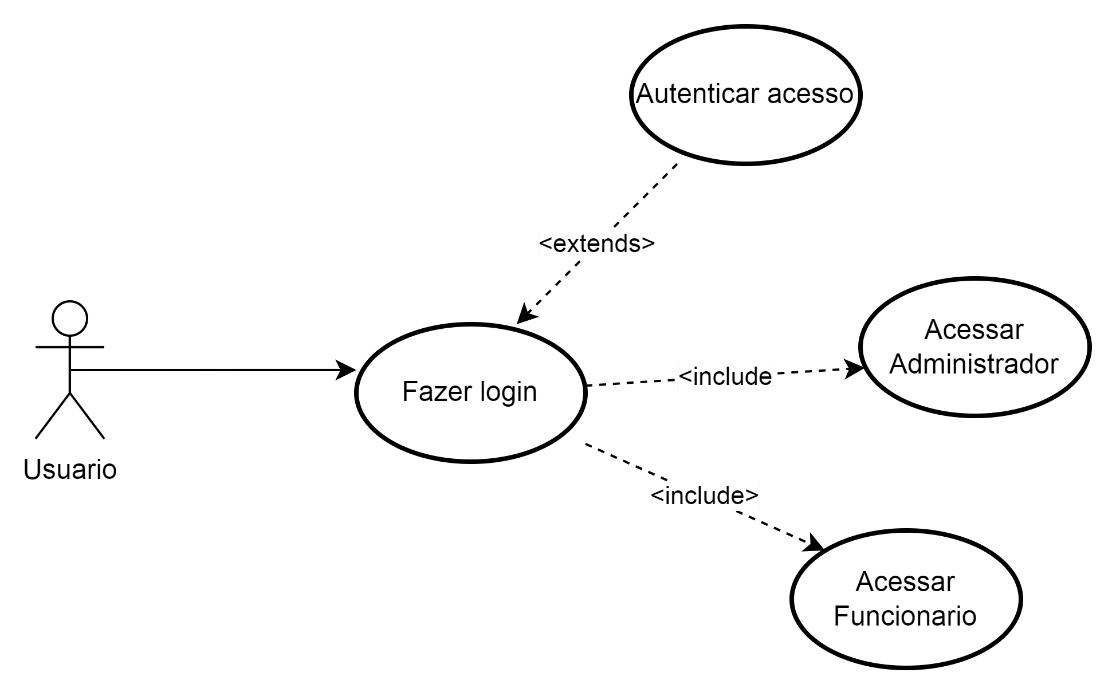 Autenticar acesso
<extends>
Acessar
Administrador
<include
Fazer login
Usuario
<include>
Acessar
Funcionario